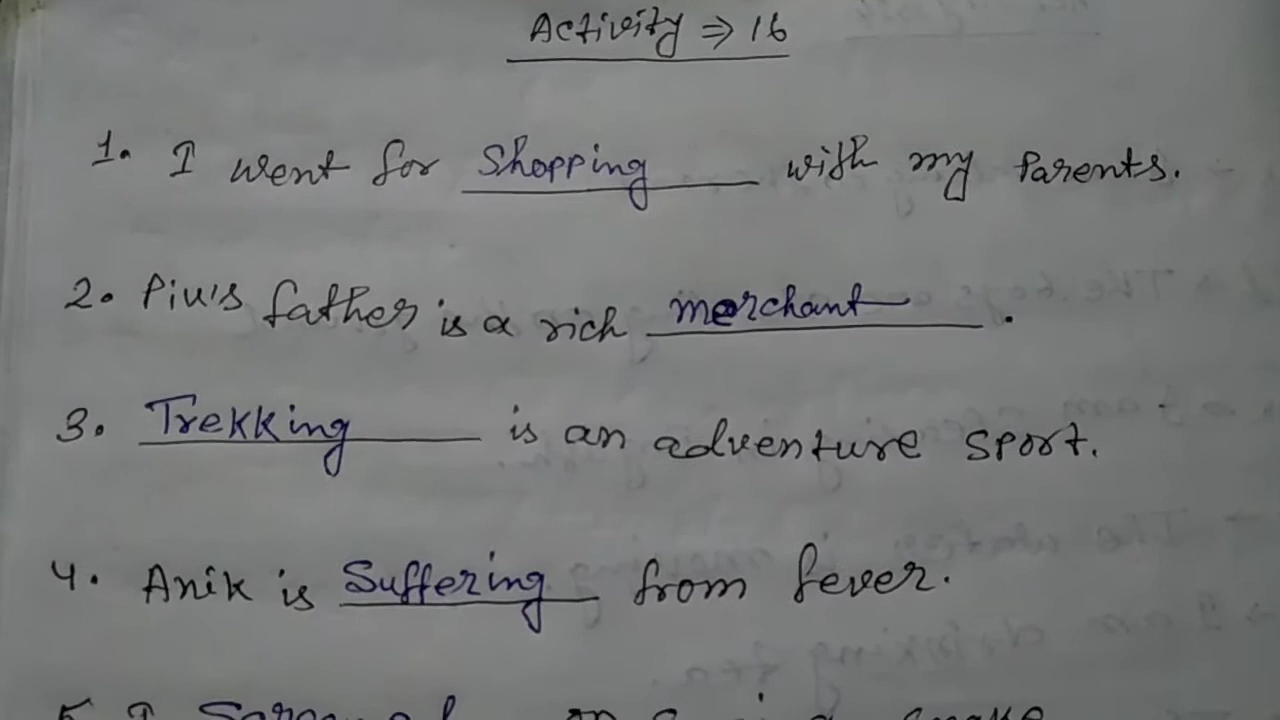 Activity ⇒ 16
1. I went for Shopping with my Parents.
2. Piu's father is a rich merchant.
3. Trekking is an adventure sport.
4. Anik is Suffering from fever.
5. I